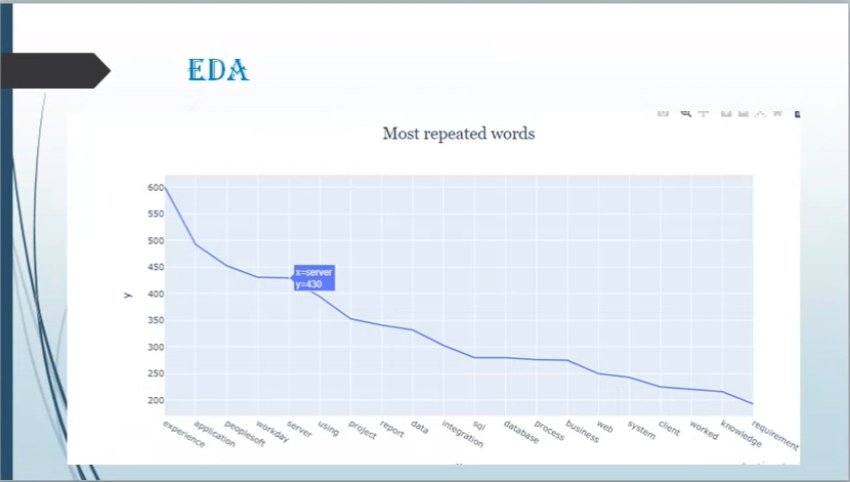 EDA
Most repeated words
600
550
500
450
400
350
300
250
200
y
x=server
y=430
experience
application
peoplesoft
workday
server
using
project
report
data
integration
sql
database
process
business
web
system
client
worked
knowledge
requirement